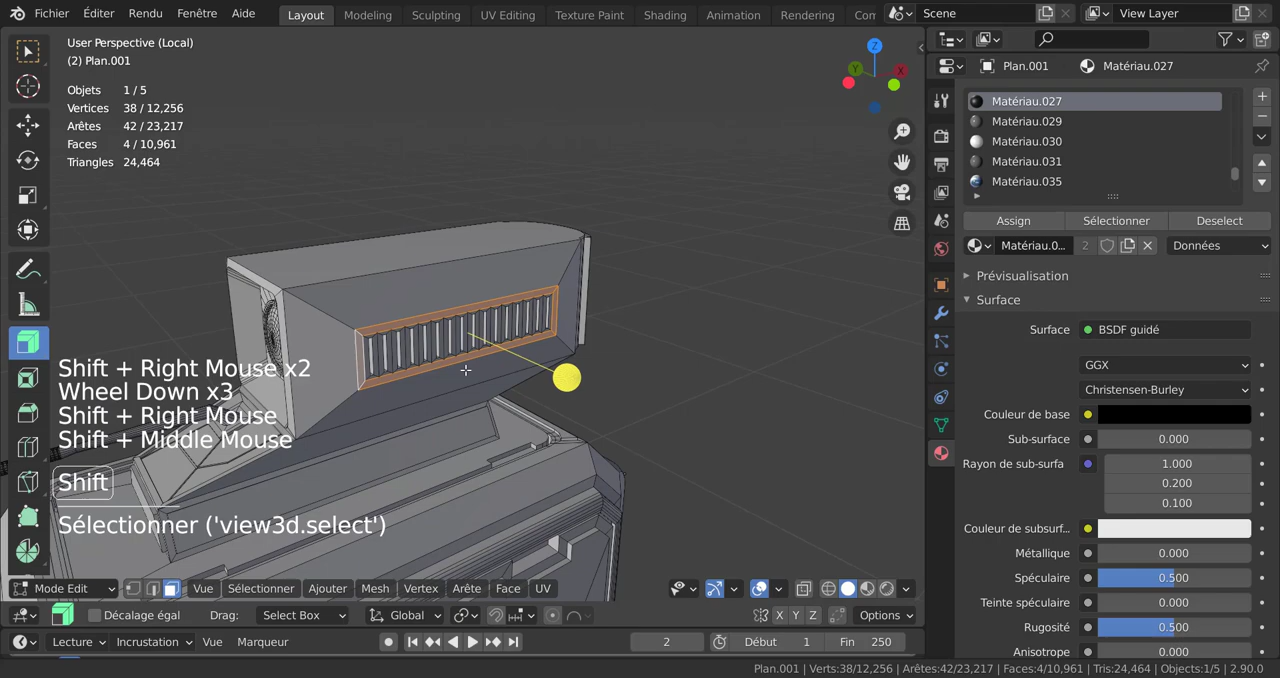 Fichier Éditer Rendu Fenêtre Aide Layout Modeling Sculpting UV Editing Texture Paint Shading Animation Rendering Com Scene View Layer
User Perspective (Local)
(2) Plan.001
Objets 1 / 5
Vertices 38 / 12,256
Arêtes 42 / 23,217
Faces 4 / 10,961
Triangles 24,464
Z
Y
X
Shift + Right Mouse x2
Wheel Down x3
Shift + Right Mouse
Shift + Middle Mouse
Shift
Sélectionner ('view3d.select')
Mode Edit Vue Sélectionner Ajouter Mesh Vertex Arête Face UV
Décalage égal Drag: Select Box Global X Y Z Options
Lecture Incrustation Vue Marqueur 2 Début 1 Fin 250
Plan.001 Matériau.027
Matériau.027
Matériau.029
Matériau.030
Matériau.031
Matériau.035
Assign Sélectionner Deselect
Matériau.0... 2 Données
Prévisualisation
Surface
Surface BSDF guidé
GGX
Christensen-Burley
Couleur de base
Sub-surface 0.000
Rayon de sub-surfa 1.000
0.200
0.100
Couleur de subsurf...
Métallique 0.000
Spéculaire 0.500
Teinte spéculaire 0.000
Rugosité 0.500
Anisotrope 0.000
Plan.001 | Verts:38/12,256 | Arêtes:42/23,217 | Faces:4/10,961 | Tris:24,464 | Objects:1/5 | 2.90.0